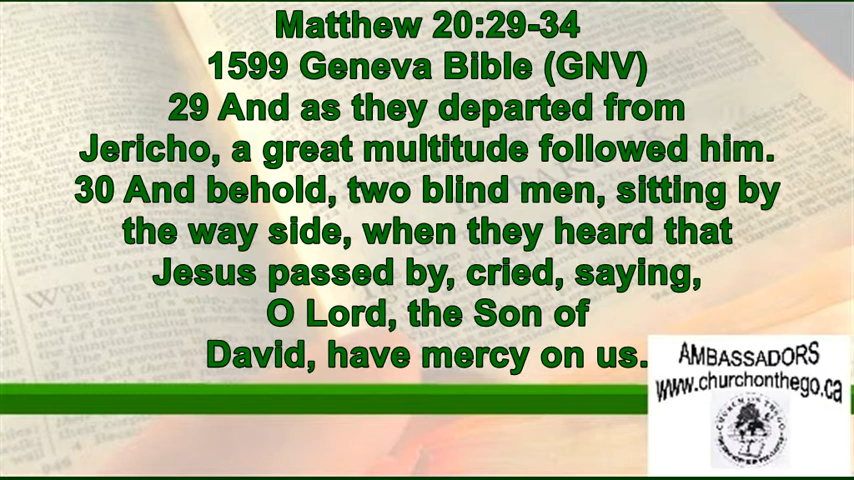 Matthew 20:29-34
1599 Geneva Bible (GNV)
29 And as they departed from
Jericho, a great multitude followed him.
30 And behold, two blind men, sitting by
the way side, when they heard that
Jesus passed by, cried, saying,
O Lord, the Son of
David, have mercy on us.
AMBASSADORS
www.churchonthego.ca